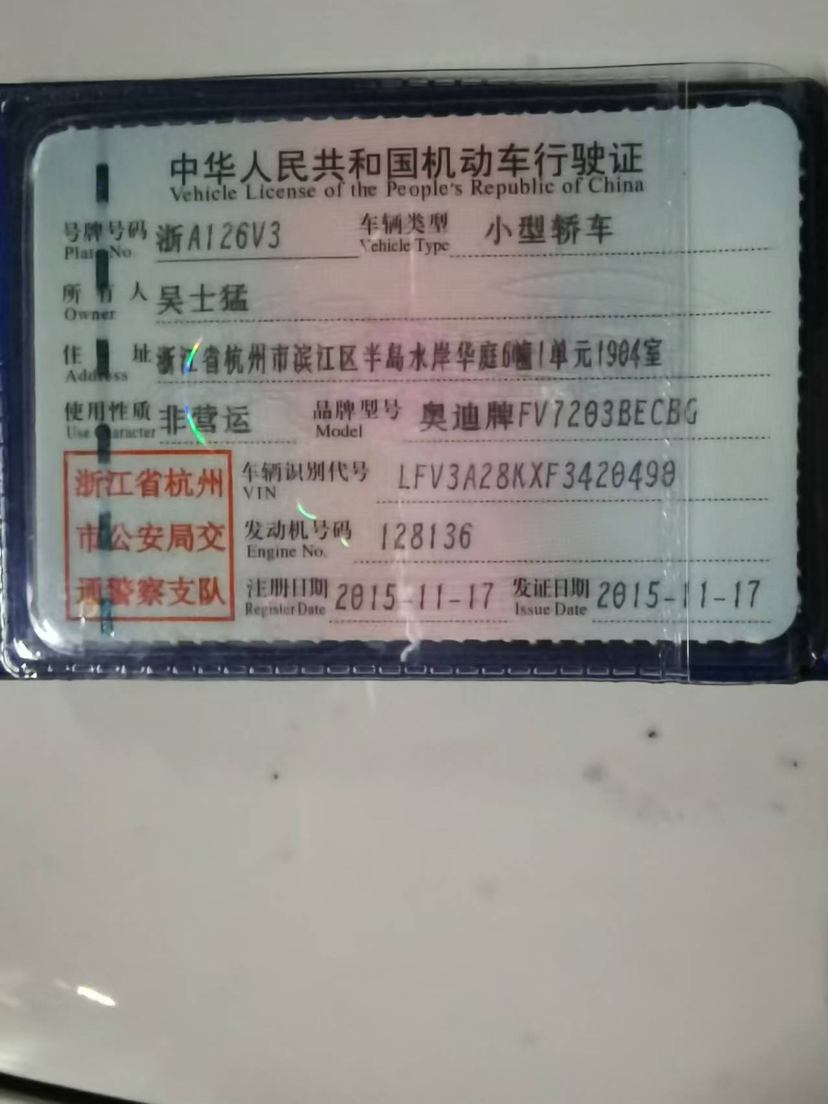 中华人民共和国机动车行驶证
Vehicle License of the People's Republic of China
号牌号码 浙A126V3 车辆类型 小型轿车
Plate No. Vehicle Type
所有人 吴士猛
Owner
住址 浙江省杭州市滨江区半岛水岸华庭6幢1单元1904室
Address
使用性质 非营运 品牌型号 奥迪牌FV7203BECBG
Use Character Model
浙江省杭州
市公安局交
通警察支队
车辆识别代号 LFV3A28KXF3420490
VIN
发动机号码 128136
Engine No.
注册日期 2015-11-17 发证日期 2015-11-17
Register Date Issue Date